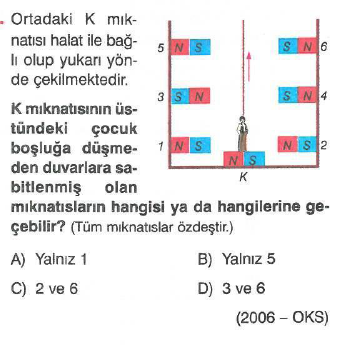 Ortadaki K mık-
natısı halat ile bağ-
lı olup yukarı yön-
de çekilmektedir.
K mıknatısının üs-
tündeki çocuk
boşluğa düşme-
den duvarlara sa-
bitlenmiş olan
mıknatısların hangisi ya da hangilerine ge-
çebilir? (Tüm mıknatıslar özdeştir.)
5 N S S N 6
3 S N S N 4
1 N S N S 2
N S
K
A) Yalnız 1 B) Yalnız 5
C) 2 ve 6 D) 3 ve 6
(2006 – OKS)